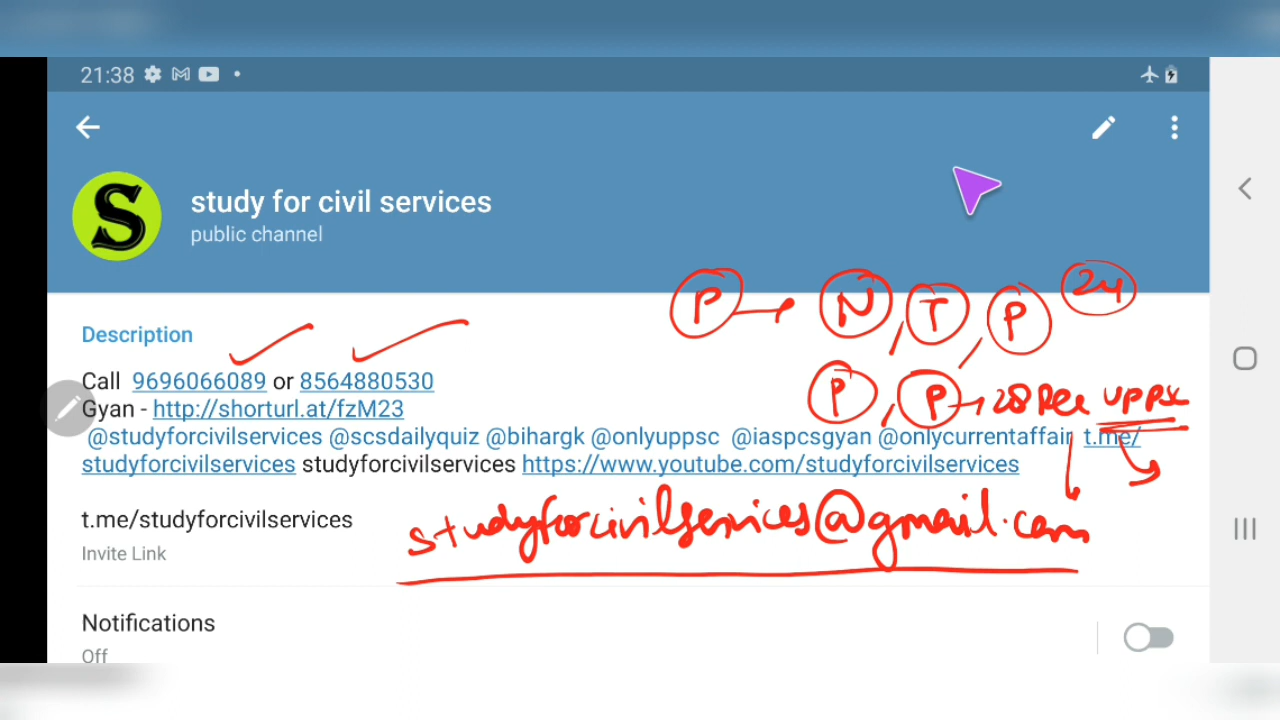 21:38
study for civil services
public channel
P N T P 24
Description
P , P → 28 Dec UPPSC
Call 9696066089 or 8564880530
Gyan - http://shorturl.at/fzM23
@studyforcivilservices @scsdailyquiz @bihargk @onlyuppsc @iaspcsgyan @onlycurrentaffair t.me/
studyforcivilservices studyforcivilservices https://www.youtube.com/studyforcivilservices
t.me/studyforcivilservices
studyforcivilservices@gmail.com
Invite Link
Notifications
Off